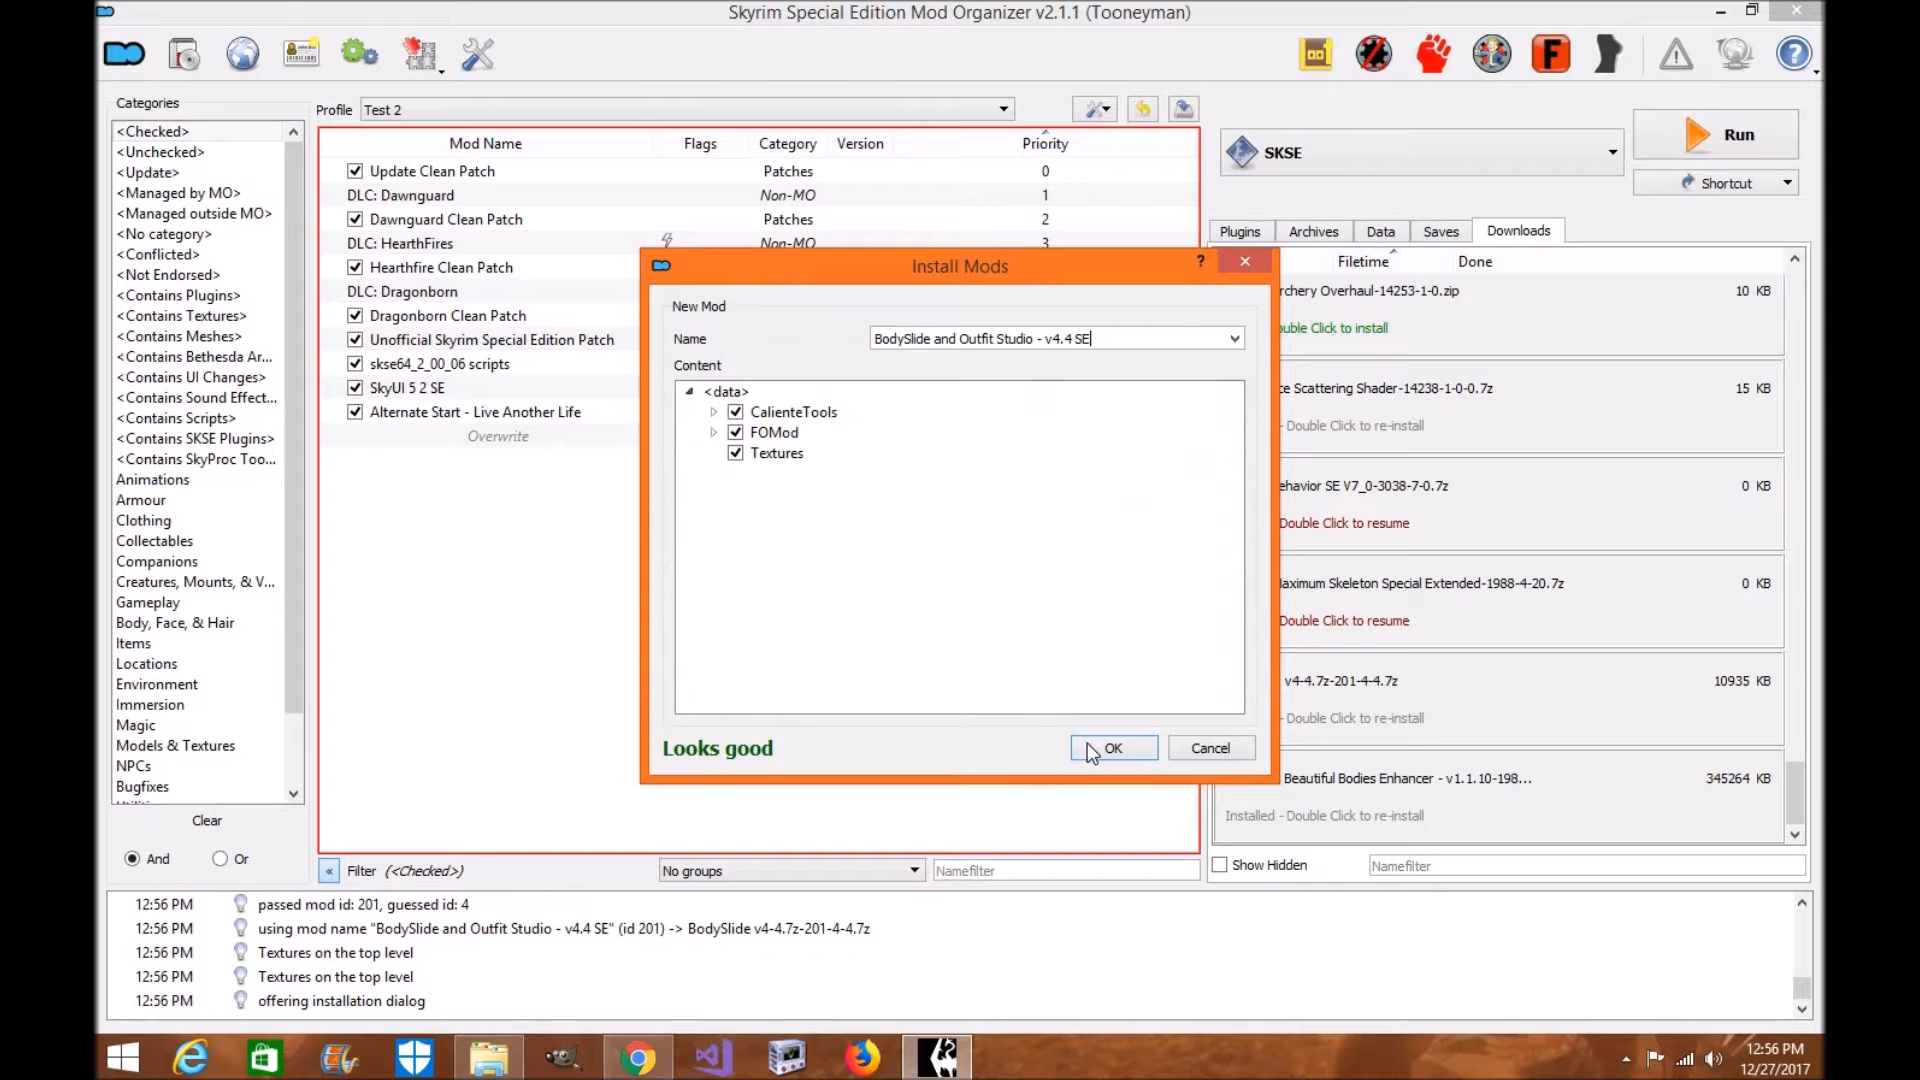 Skyrim Special Edition Mod Organizer v2.1.1 (Tooneyman)
Categories
<Checked>
<Unchecked>
<Update>
<Managed by MO>
<Managed outside MO>
<No category>
<Conflicted>
<Not Endorsed>
<Contains Plugins>
<Contains Textures>
<Contains Meshes>
<Contains Bethesda Ar...
<Contains UI Changes>
<Contains Sound Effect...
<Contains Scripts>
<Contains SKSE Plugins>
<Contains SkyProc Too...
Animations
Armour
Clothing
Collectables
Companions
Creatures, Mounts, & V...
Gameplay
Body, Face, & Hair
Items
Locations
Environment
Immersion
Magic
Models & Textures
NPCs
Bugfixes
Clear
And Or
Profile Test 2
Mod Name Flags Category Version Priority
Update Clean Patch Patches 0
DLC: Dawnguard Non-MO 1
Dawnguard Clean Patch Patches 2
DLC: HearthFires Non-MO 3
Hearthfire Clean Patch
DLC: Dragonborn
Dragonborn Clean Patch
Unofficial Skyrim Special Edition Patch
skse64_2_00_06 scripts
SkyUI 5 2 SE
Alternate Start - Live Another Life
Overwrite
« Filter (<Checked>) No groups Namefilter
Install Mods ?
New Mod
Name BodySlide and Outfit Studio - v4.4 SE
Content
<data>
CalienteTools
FOMod
Textures
Looks good OK Cancel
SKSE
Run
Shortcut
Plugins Archives Data Saves Downloads
Filetime Done
rchery Overhaul-14253-1-0.zip 10 KB
uble Click to install
ce Scattering Shader-14238-1-0-0.7z 15 KB
- Double Click to re-install
ehavior SE V7_0-3038-7-0.7z 0 KB
Double Click to resume
laximum Skeleton Special Extended-1988-4-20.7z 0 KB
Double Click to resume
v4-4.7z-201-4-4.7z 10935 KB
- Double Click to re-install
Beautiful Bodies Enhancer - v1.1.10-198... 345264 KB
Installed - Double Click to re-install
Show Hidden Namefilter
12:56 PM passed mod id: 201, guessed id: 4
12:56 PM using mod name "BodySlide and Outfit Studio - v4.4 SE" (id 201) -> BodySlide v4-4.7z-201-4-4.7z
12:56 PM Textures on the top level
12:56 PM Textures on the top level
12:56 PM offering installation dialog
12:56 PM
12/27/2017